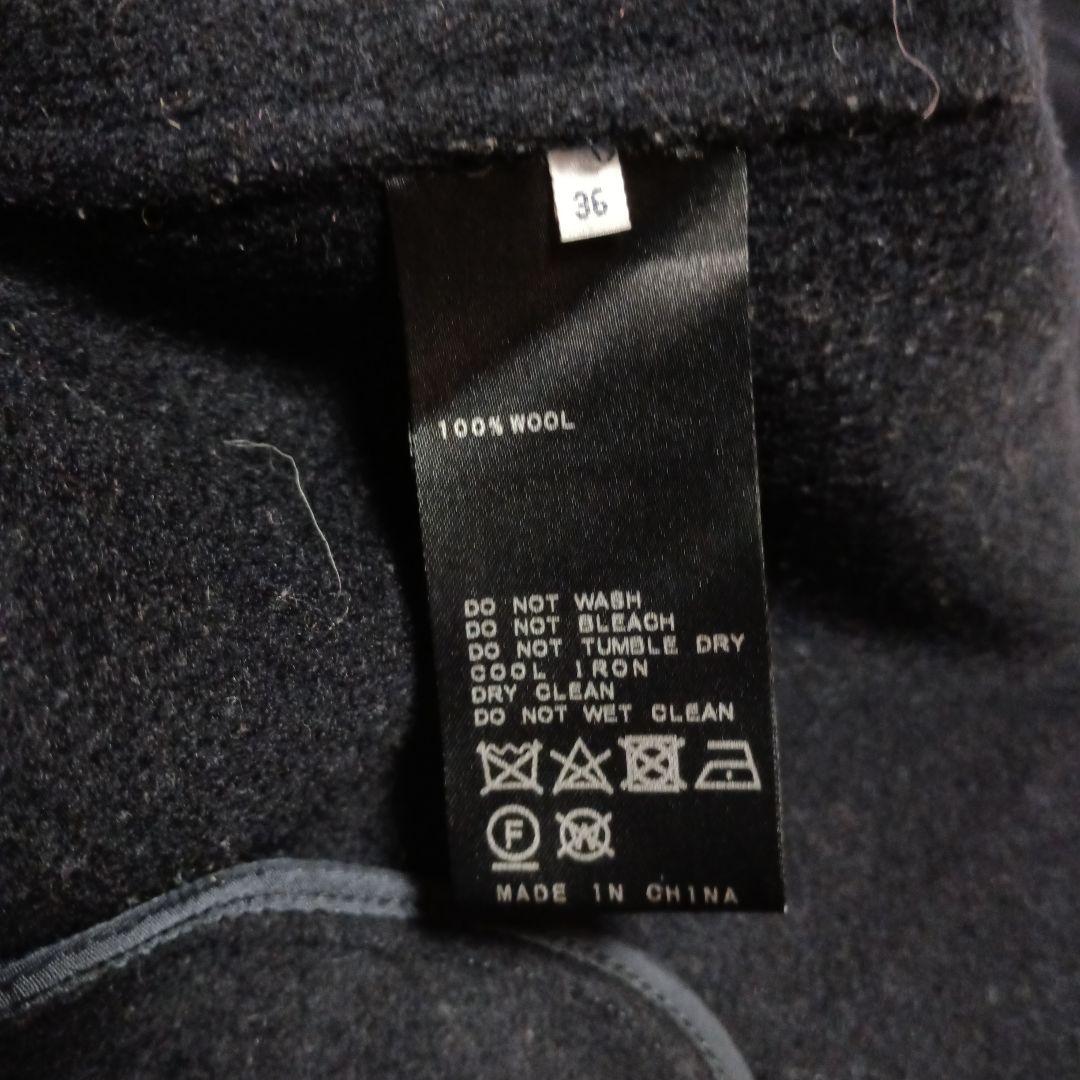 36
100% WOOL
DO NOT WASH
DO NOT BLEACH
DO NOT TUMBLE DRY
COOL IRON
DRY CLEAN
DO NOT WET CLEAN
F W
MADE IN CHINA